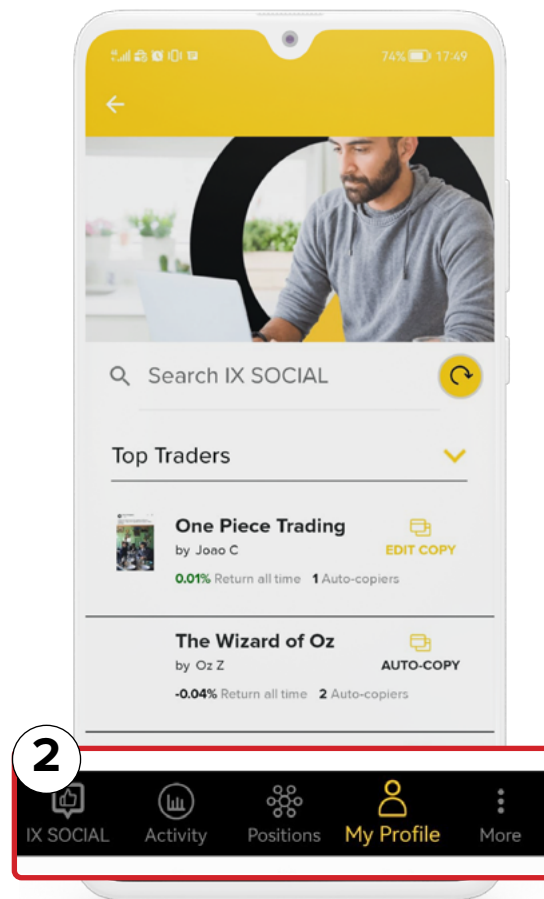 74% 17:49
Search IX SOCIAL
Top Traders
One Piece Trading
by Joao C
EDIT COPY
0.01% Return all time 1 Auto-copiers
The Wizard of Oz
by Oz Z
AUTO-COPY
-0.04% Return all time 2 Auto-copiers
2
IX SOCIAL Activity Positions My Profile More